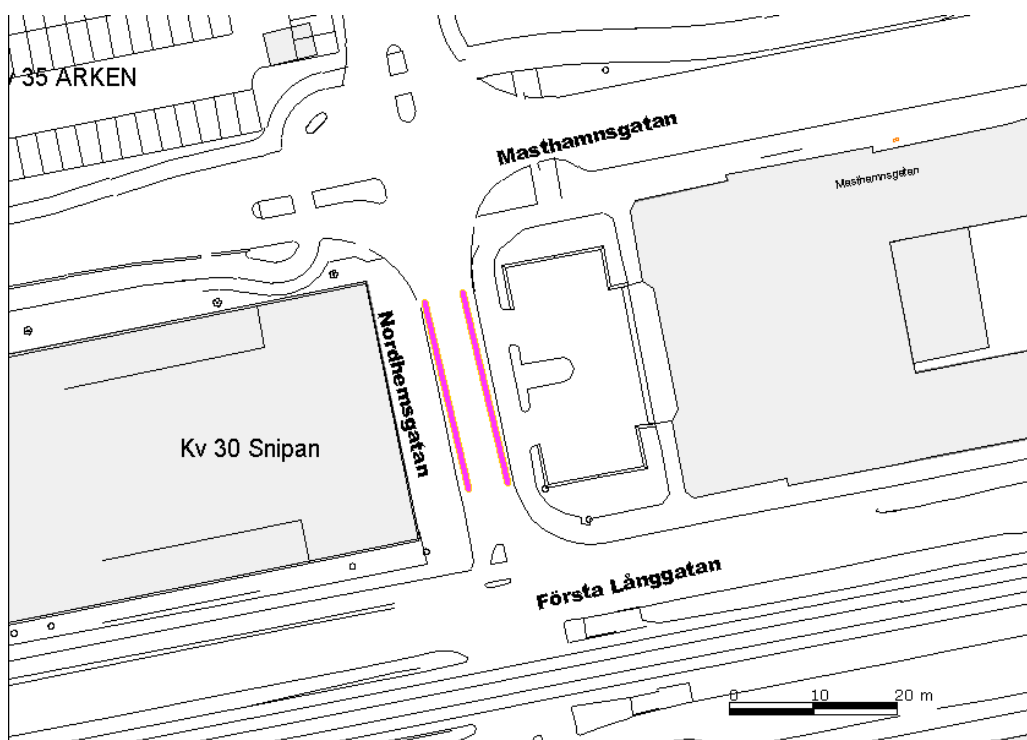 35 ARKEN
Masthamnsgatan
Masthamnsgatan
Nordhemsgatan
Kv 30 Snipan
Första Långgatan
0 10 20 m